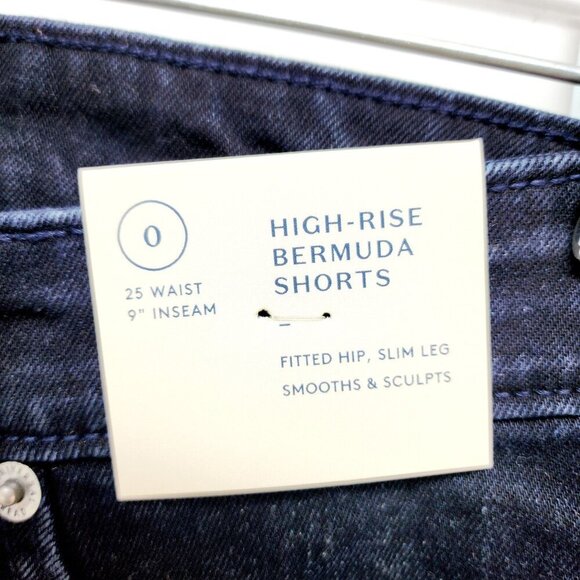 0
25 WAIST
9" INSEAM
HIGH-RISE
BERMUDA
SHORTS
–
FITTED HIP, SLIM LEG
SMOOTHS & SCULPTS